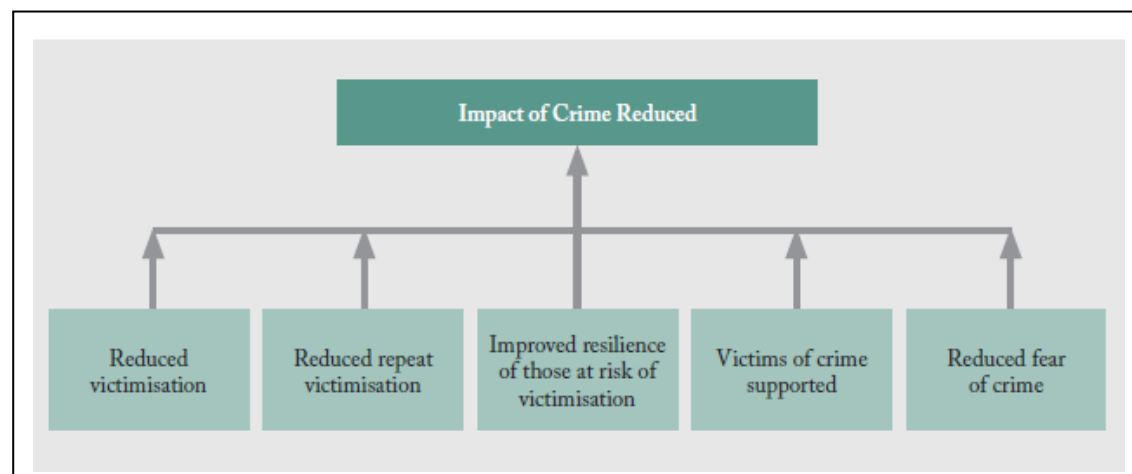 Impact of Crime Reduced
Reduced
victimisation
Reduced repeat
victimisation
Improved resilience
of those at risk of
victimisation
Victims of crime
supported
Reduced fear
of crime